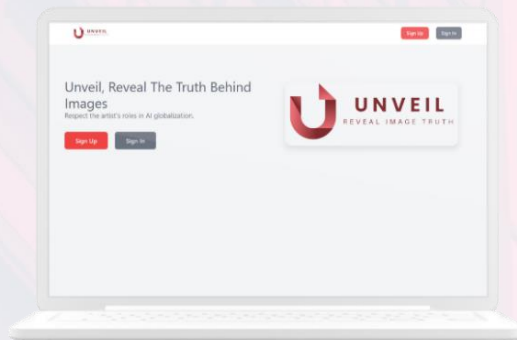 UNVEIL
Sign Up
Sign In
Unveil, Reveal The Truth Behind
Images
Respect the artist's roles in AI globalization.
Sign Up
Sign In
UNVEIL
REVEAL IMAGE TRUTH